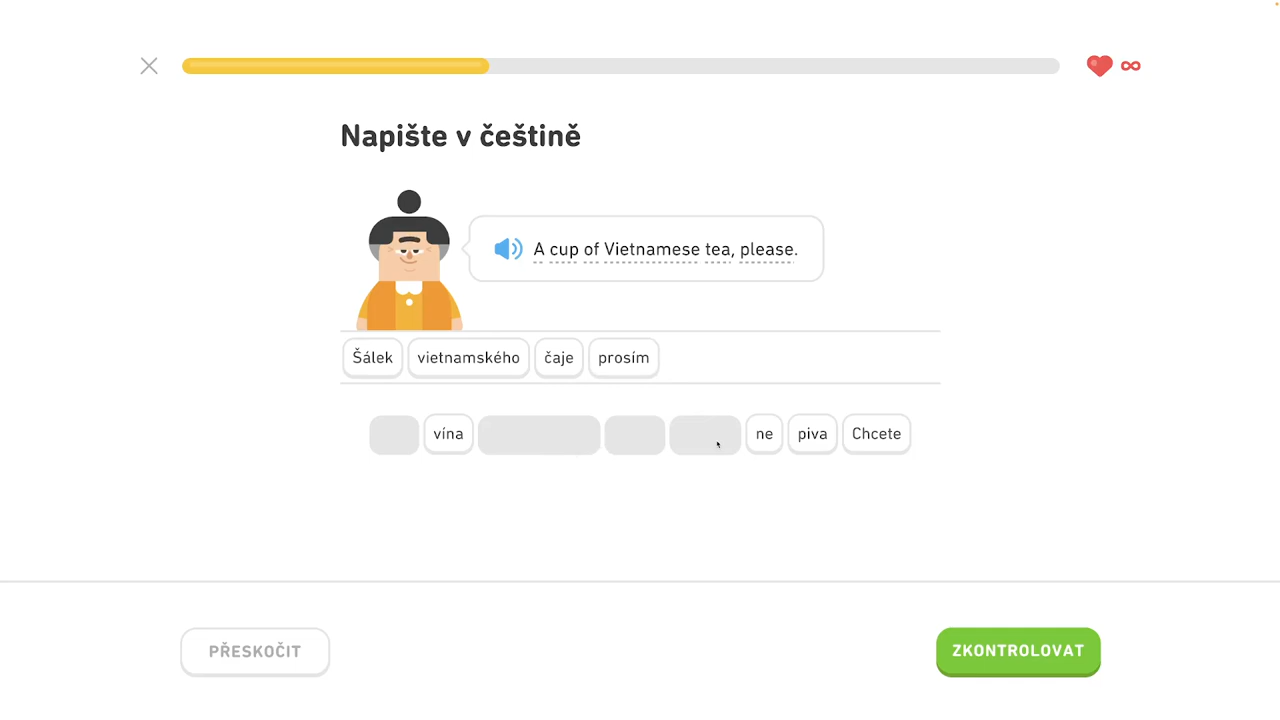 Napište v češtině
A cup of Vietnamese tea, please.
Šálek vietnamského čaje prosím
vína ne piva Chcete
PŘESKOČIT ZKONTROLOVAT